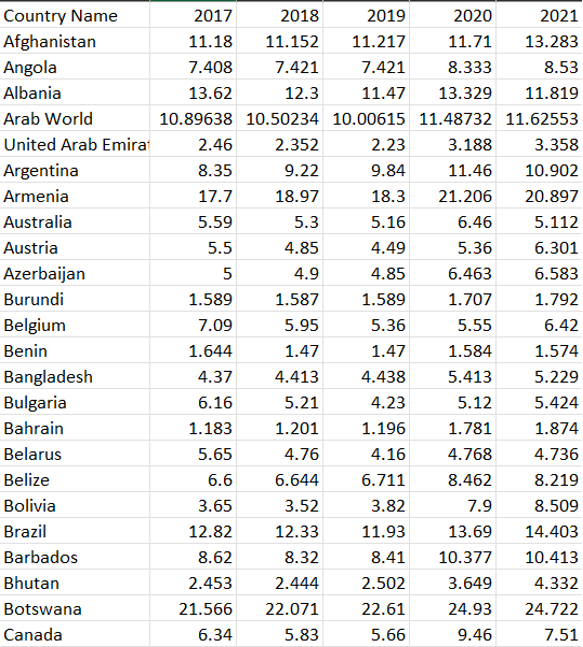 Country Name 2017 2018 2019 2020 2021
Afghanistan 11.18 11.152 11.217 11.71 13.283
Angola 7.408 7.421 7.421 8.333 8.53
Albania 13.62 12.3 11.47 13.329 11.819
Arab World 10.89638 10.50234 10.00615 11.48732 11.62553
United Arab Emirat 2.46 2.352 2.23 3.188 3.358
Argentina 8.35 9.22 9.84 11.46 10.902
Armenia 17.7 18.97 18.3 21.206 20.897
Australia 5.59 5.3 5.16 6.46 5.112
Austria 5.5 4.85 4.49 5.36 6.301
Azerbaijan 5 4.9 4.85 6.463 6.583
Burundi 1.589 1.587 1.589 1.707 1.792
Belgium 7.09 5.95 5.36 5.55 6.42
Benin 1.644 1.47 1.47 1.584 1.574
Bangladesh 4.37 4.413 4.438 5.413 5.229
Bulgaria 6.16 5.21 4.23 5.12 5.424
Bahrain 1.183 1.201 1.196 1.781 1.874
Belarus 5.65 4.76 4.16 4.768 4.736
Belize 6.6 6.644 6.711 8.462 8.219
Bolivia 3.65 3.52 3.82 7.9 8.509
Brazil 12.82 12.33 11.93 13.69 14.403
Barbados 8.62 8.32 8.41 10.377 10.413
Bhutan 2.453 2.444 2.502 3.649 4.332
Botswana 21.566 22.071 22.61 24.93 24.722
Canada 6.34 5.83 5.66 9.46 7.51